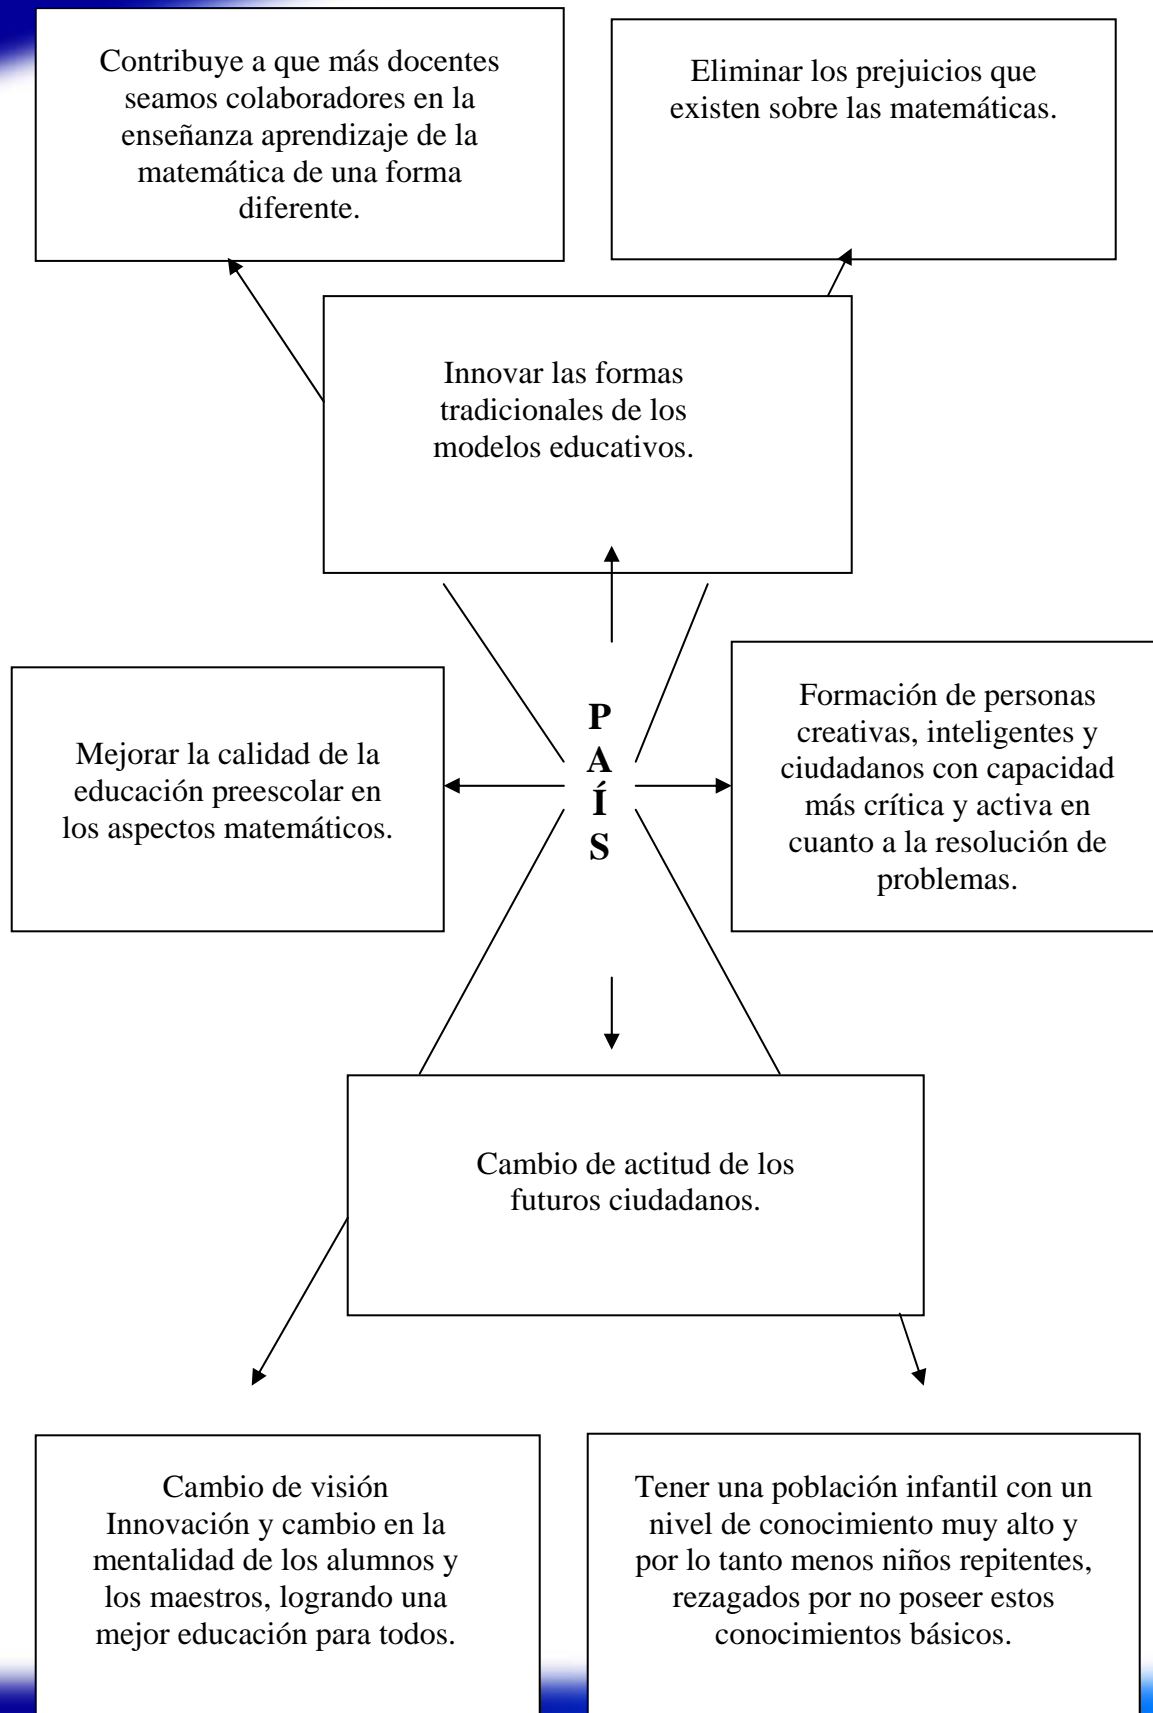 Contribuye a que más docentes
seamos colaboradores en la
enseñanza aprendizaje de la
matemática de una forma
diferente.
Eliminar los prejuicios que
existen sobre las matemáticas.
Innovar las formas
tradicionales de los
modelos educativos.
Mejorar la calidad de la
educación preescolar en
los aspectos matemáticos.
P
A
Í
S
Formación de personas
creativas, inteligentes y
ciudadanos con capacidad
más crítica y activa en
cuanto a la resolución de
problemas.
Cambio de actitud de los
futuros ciudadanos.
Cambio de visión
Innovación y cambio en la
mentalidad de los alumnos y
los maestros, logrando una
mejor educación para todos.
Tener una población infantil con un
nivel de conocimiento muy alto y
por lo tanto menos niños repitentes,
rezagados por no poseer estos
conocimientos básicos.